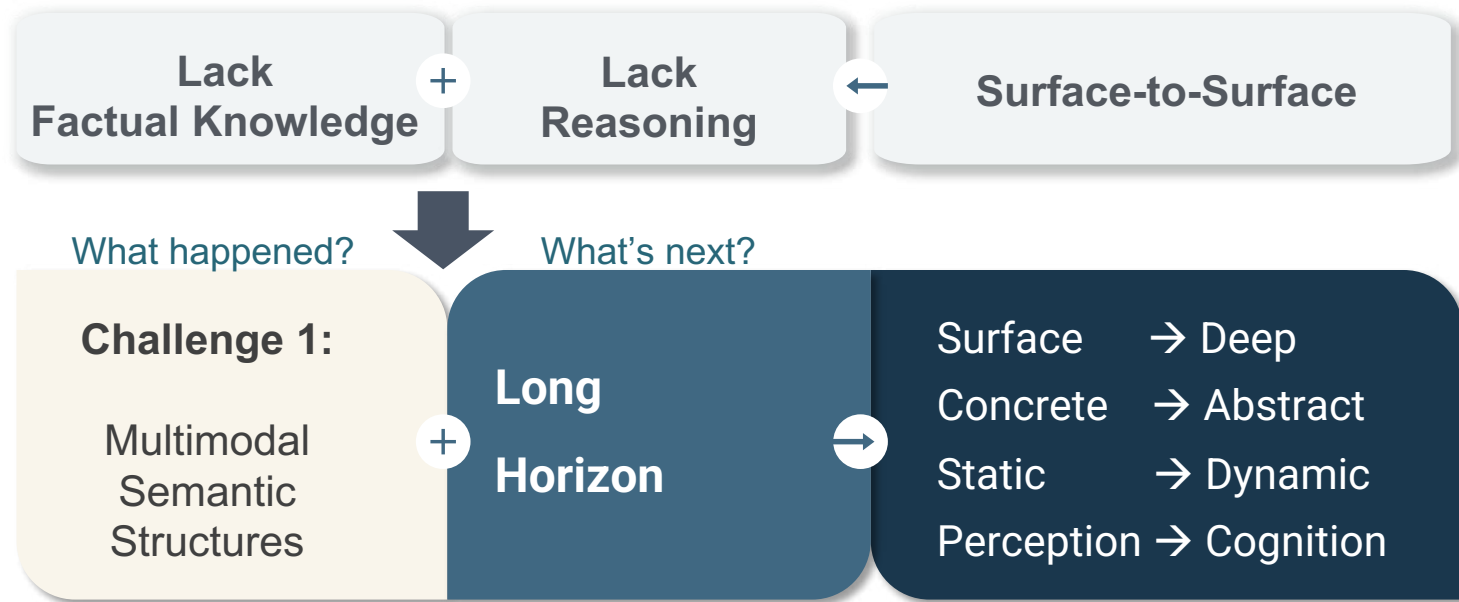 Lack
Factual Knowledge
+
Lack
Reasoning
←
Surface-to-Surface
What happened?
What's next?
Challenge 1:
Multimodal
Semantic
Structures
+
Long
Horizon
→
Surface → Deep
Concrete → Abstract
Static → Dynamic
Perception → Cognition